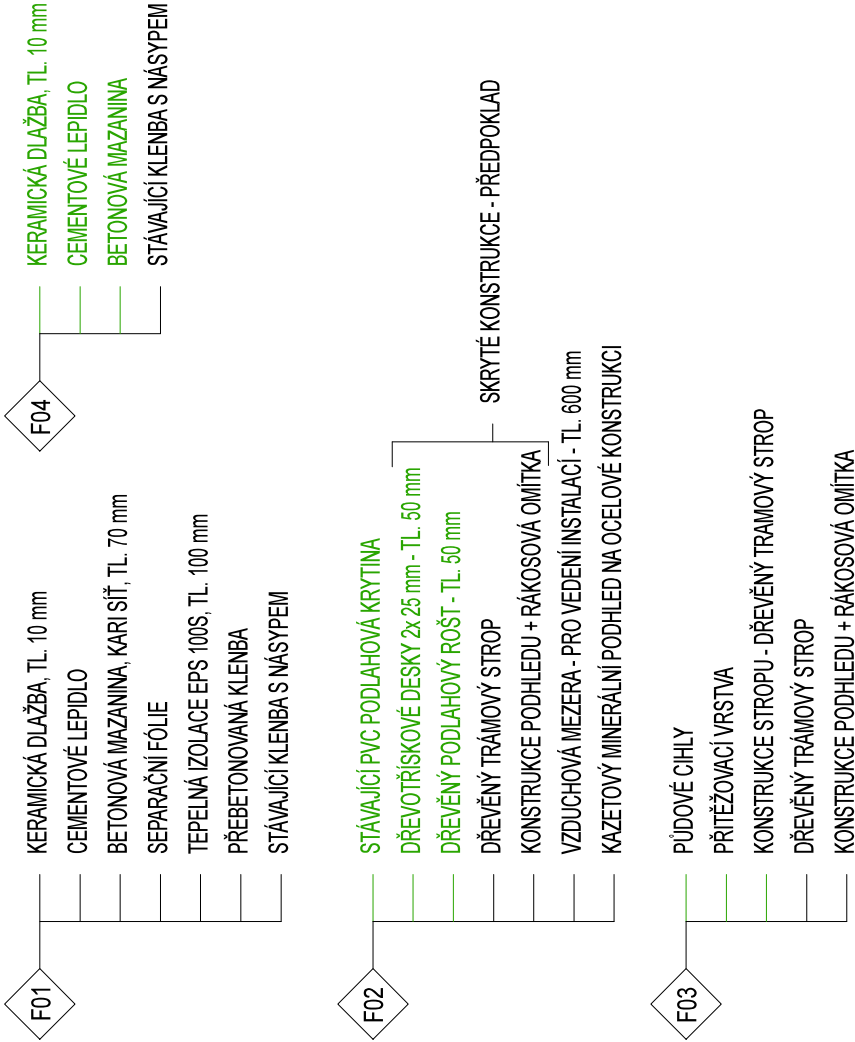 F01
KERAMICKÁ DLAŽBA, TL. 10 mm
CEMENTOVÉ LEPIDLO
BETONOVÁ MAZANINA, KARI SÍŤ, TL. 70 mm
SEPARAČNÍ FÓLIE
TEPELNÁ IZOLACE EPS 100S, TL. 100 mm
PŘEBETONOVANÁ KLENBA
STÁVAJÍCÍ KLENBA S NÁSYPEM
F04
KERAMICKÁ DLAŽBA, TL. 10 mm
CEMENTOVÉ LEPIDLO
BETONOVÁ MAZANINA
STÁVAJÍCÍ KLENBA S NÁSYPEM
F02
STÁVAJÍCÍ PVC PODLAHOVÁ KRYTINA
DŘEVOTŘÍSKOVÉ DESKY 2x 25 mm - TL. 50 mm
DŘEVĚNÝ PODLAHOVÝ ROŠT - TL. 50 mm
DŘEVĚNÝ TRÁMOVÝ STROP
KONSTRUKCE PODHLEDU + RÁKOSOVÁ OMÍTKA
VZDUCHOVÁ MEZERA - PRO VEDENÍ INSTALACÍ - TL. 600 mm
KAZETOVÝ MINERÁLNÍ PODHLED NA OCELOVÉ KONSTRUKCI
SKRYTÉ KONSTRUKCE - PŘEDPOKLAD
F03
PŮDOVÉ CIHLY
PŘITĚŽOVACÍ VRSTVA
KONSTRUKCE STROPU - DŘEVĚNÝ TRAMOVÝ STROP
DŘEVĚNÝ TRÁMOVÝ STROP
KONSTRUKCE PODHLEDU + RÁKOSOVÁ OMÍTKA